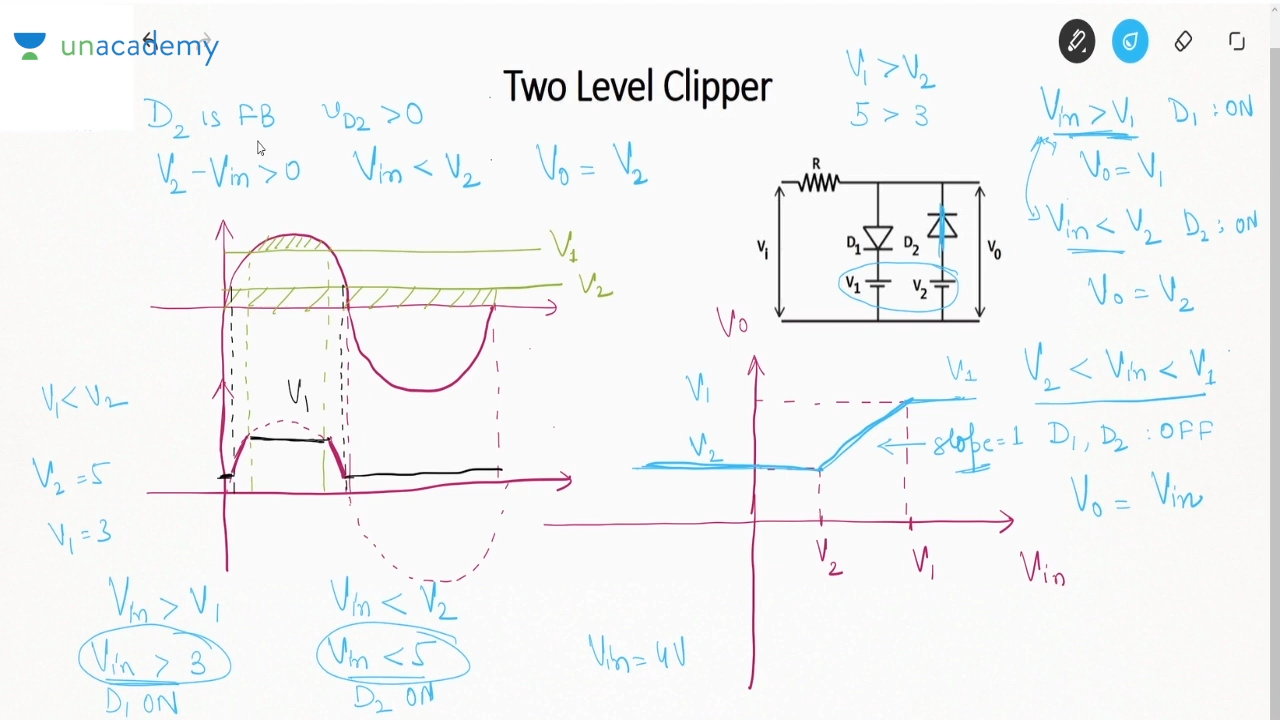 unacademy
Two Level Clipper
V1 > V2
5 > 3
D2 is FB VD2 > 0
V2 - Vin > 0 Vin < V2 V0 = V2
Vin > V1 D1 : ON
V0 = V1
Vin < V2 D2 : ON
V0 = V2
R
Vi
D1
D2
V0
V1
V2
V1
V2
V1
V1 < V2
V2 = 5
V1 = 3
V0
V1
V1
V2
slope = 1
V2
V1
Vin
V2 < Vin < V1
D1, D2 : OFF
V0 = Vin
Vin > V1
Vin > 3
D1 ON
Vin < V2
Vin < 5
D2 ON
Vin = 4V